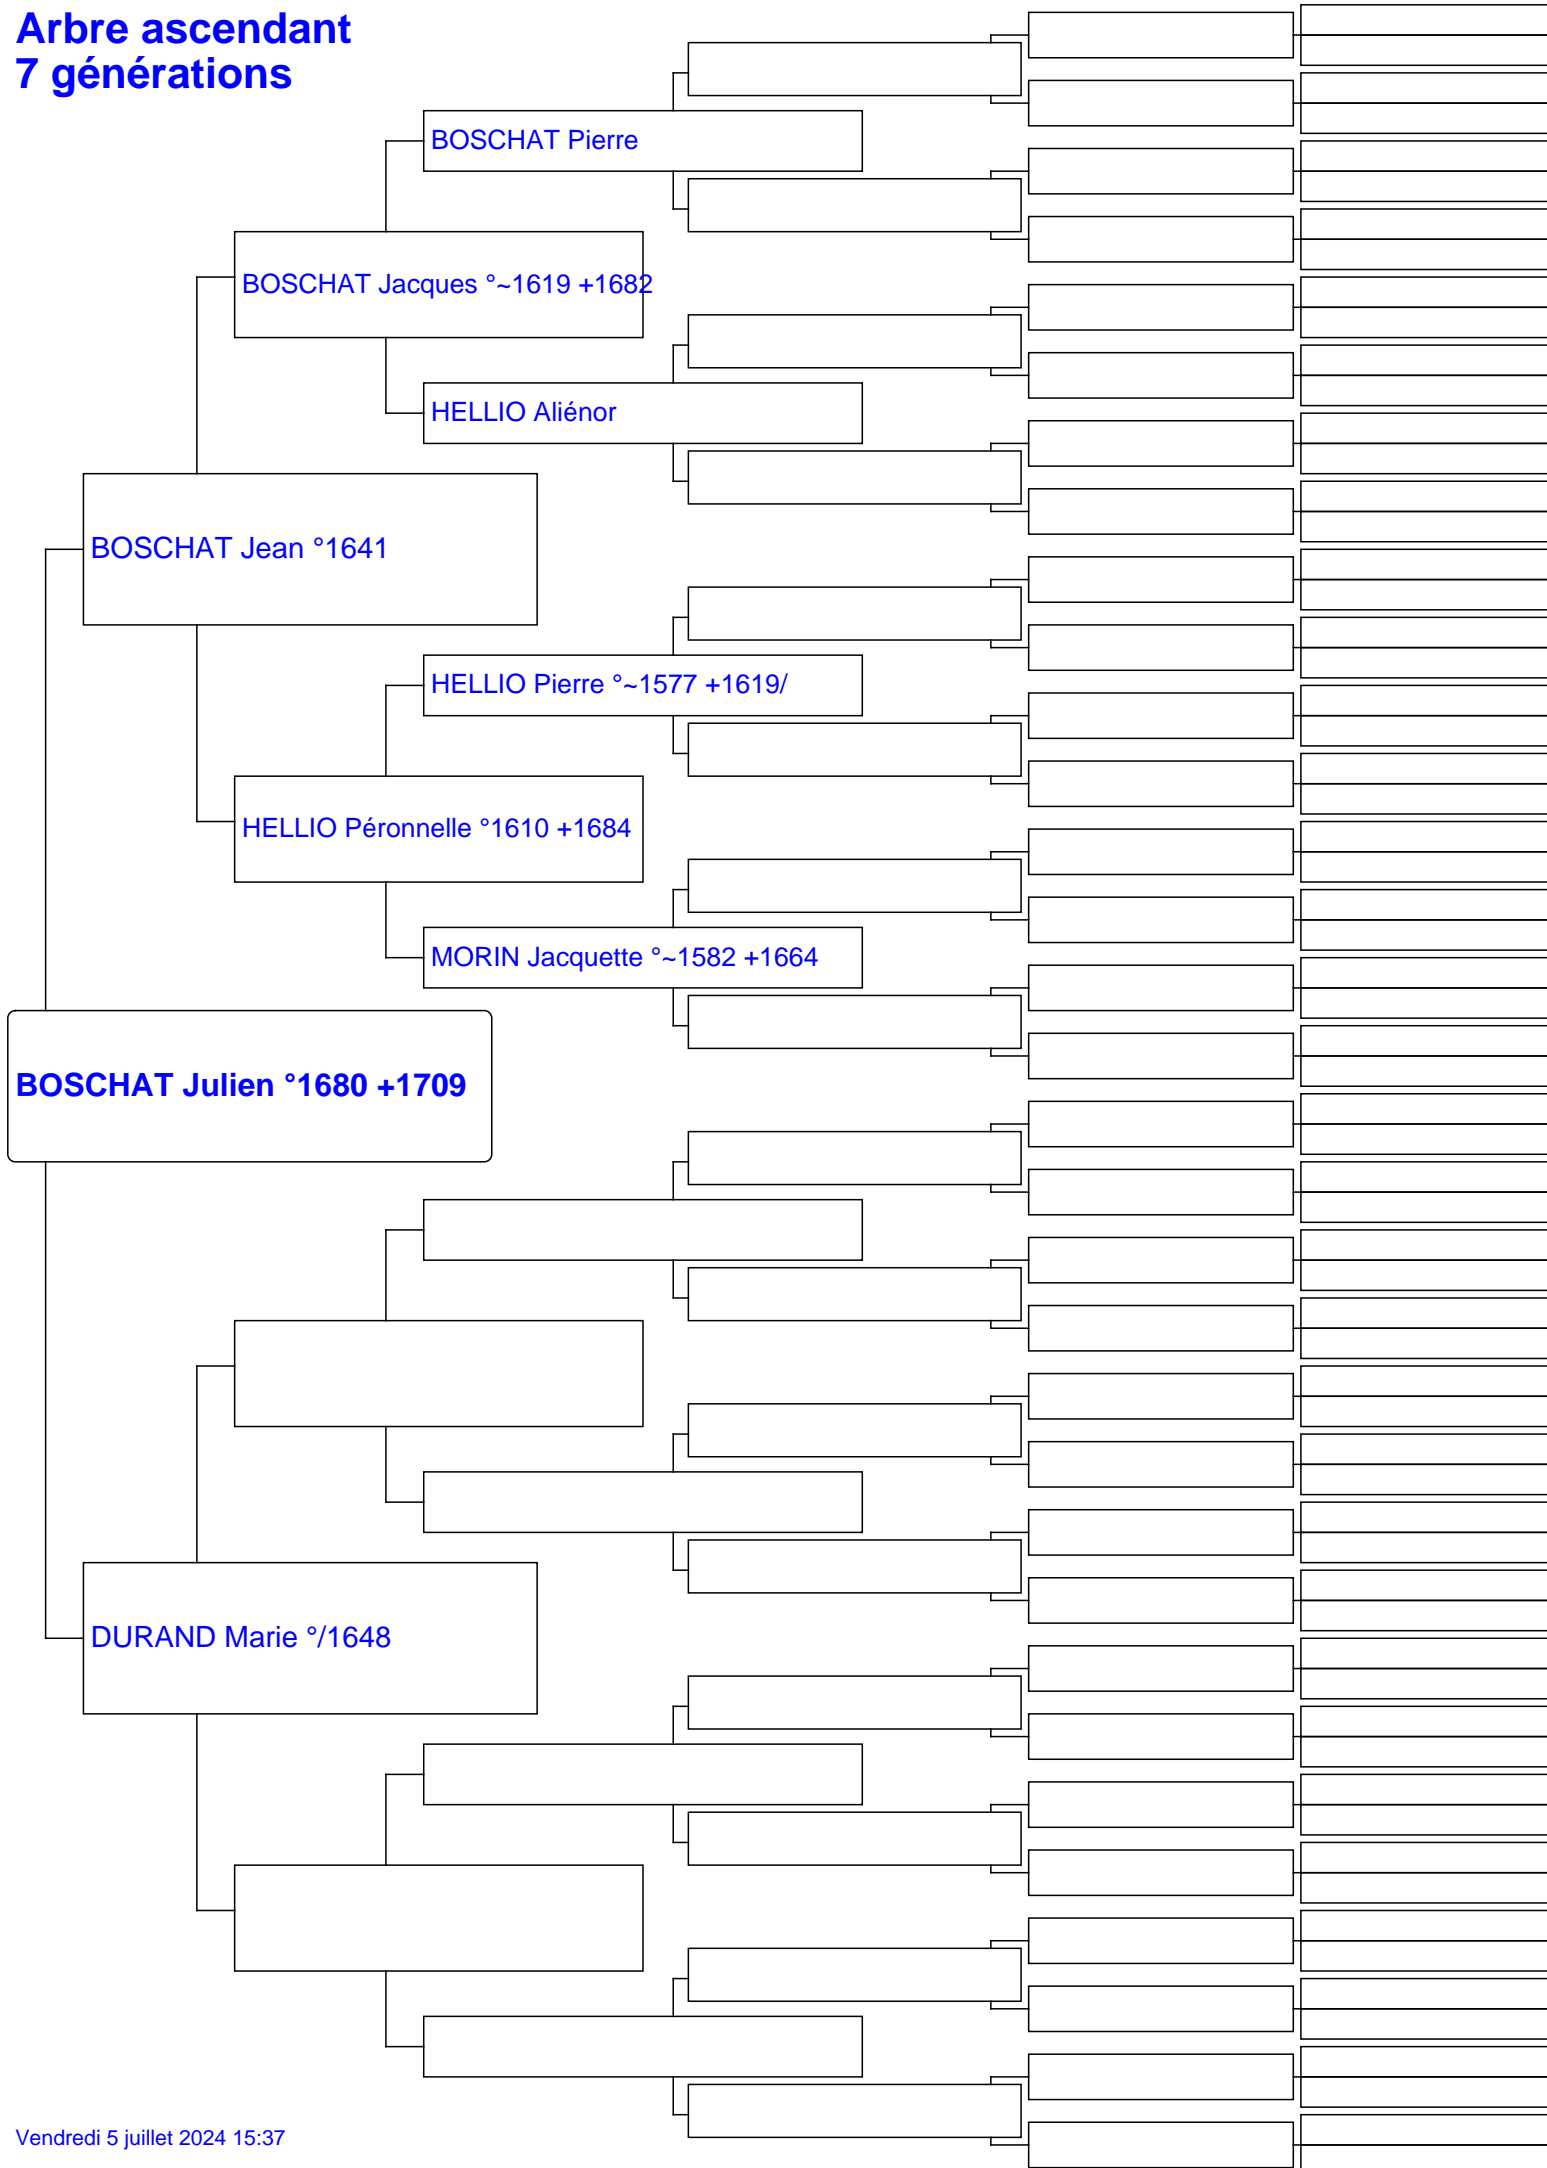 Arbre ascendant
7 générations
BOSCHAT Pierre
BOSCHAT Jacques °~1619 +1682
HELLIO Aliénor
BOSCHAT Jean °1641
HELLIO Pierre °~1577 +1619/
HELLIO Péronnelle °1610 +1684
MORIN Jacquette °~1582 +1664
BOSCHAT Julien °1680 +1709
DURAND Marie °/1648
Vendredi 5 juillet 2024 15:37